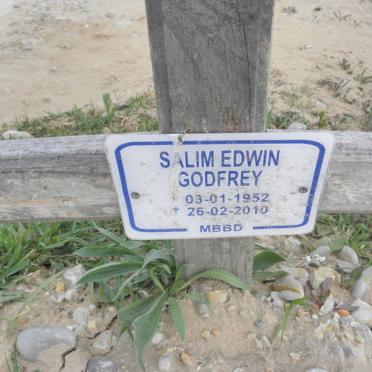 SALIM EDWIN
GODFREY
03-01-1952
† 26-02-2010
MBBD